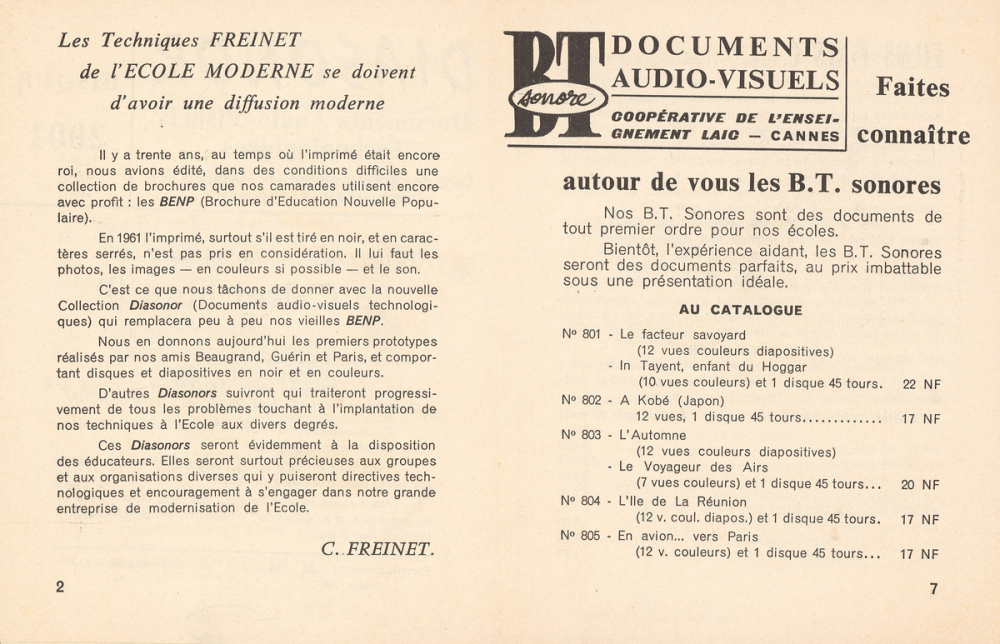 Les Techniques FREINET
de l'ECOLE MODERNE se doivent
d'avoir une diffusion moderne
Il y a trente ans, au temps où l'imprimé était encore
roi, nous avions édité, dans des conditions difficiles une
collection de brochures que nos camarades utilisent encore
avec profit : les BENP (Brochure d'Education Nouvelle Popu-
laire).
En 1961 l'imprimé, surtout s'il est tiré en noir, et en carac-
tères serrés, n'est pas pris en considération. Il lui faut les
photos, les images — en couleurs si possible — et le son.
C'est ce que nous tâchons de donner avec la nouvelle
Collection Diasonor (Documents audio-visuels technologi-
ques) qui remplacera peu à peu nos vieilles BENP.
Nous en donnons aujourd'hui les premiers prototypes
réalisés par nos amis Beaugrand, Guérin et Paris, et compor-
tant disques et diapositives en noir et en couleurs.
D'autres Diasonors suivront qui traiteront progressi-
vement de tous les problèmes touchant à l'implantation de
nos techniques à l'Ecole aux divers degrés.
Ces Diasonors seront évidemment à la disposition
des éducateurs. Elles seront surtout précieuses aux groupes
et aux organisations diverses qui y puiseront directives tech-
nologiques et encouragement à s'engager dans notre grande
entreprise de modernisation de l'Ecole.
C. FREINET.
2
BT sonore
DOCUMENTS
AUDIO-VISUELS
COOPÉRATIVE DE L'ENSEI-
GNEMENT LAIC — CANNES
Faites
connaître
autour de vous les B.T. sonores
Nos B.T. Sonores sont des documents de
tout premier ordre pour nos écoles.
Bientôt, l'expérience aidant, les B.T. Sonores
seront des documents parfaits, au prix imbattable
sous une présentation idéale.
AU CATALOGUE
Nº 801 - Le facteur savoyard
(12 vues couleurs diapositives)
- In Tayent, enfant du Hoggar
(10 vues couleurs) et 1 disque 45 tours. 22 NF
Nº 802 - A Kobé (Japon)
12 vues, 1 disque 45 tours............. 17 NF
Nº 803 - L'Automne
(12 vues couleurs diapositives)
- Le Voyageur des Airs
(7 vues couleurs) et 1 disque 45 tours... 20 NF
Nº 804 - L'Ile de La Réunion
(12 v. coul. diapos.) et 1 disque 45 tours. 17 NF
Nº 805 - En avion... vers Paris
(12 v. couleurs) et 1 disque 45 tours... 17 NF
7